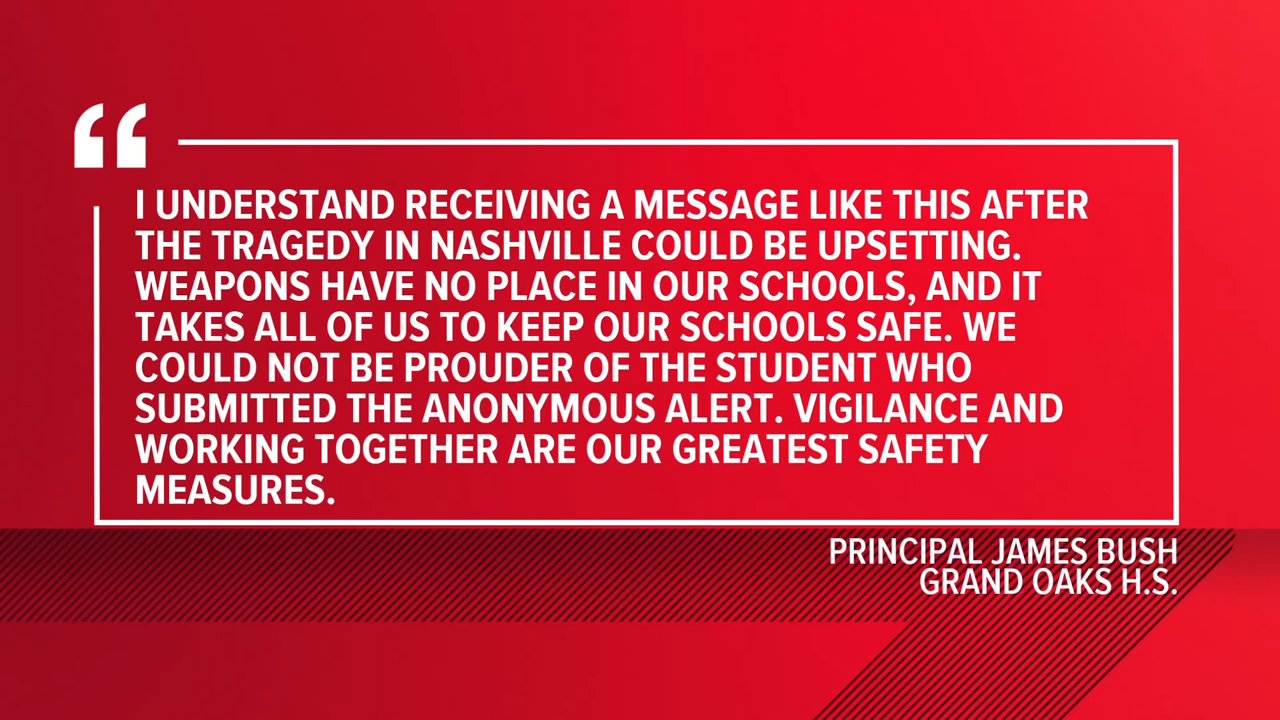 “
I UNDERSTAND RECEIVING A MESSAGE LIKE THIS AFTER
THE TRAGEDY IN NASHVILLE COULD BE UPSETTING.
WEAPONS HAVE NO PLACE IN OUR SCHOOLS, AND IT
TAKES ALL OF US TO KEEP OUR SCHOOLS SAFE. WE
COULD NOT BE PROUDER OF THE STUDENT WHO
SUBMITTED THE ANONYMOUS ALERT. VIGILANCE AND
WORKING TOGETHER ARE OUR GREATEST SAFETY
MEASURES.
PRINCIPAL JAMES BUSH
GRAND OAKS H.S.